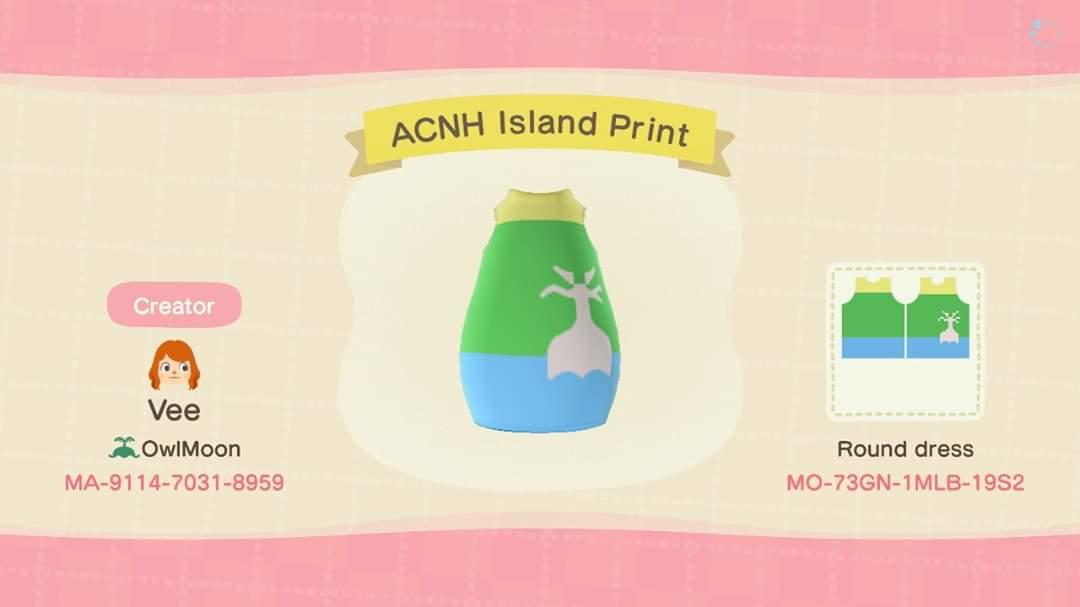 ACNH Island Print
Creator
Vee
OwlMoon
MA-9114-7031-8959
Round dress
MO-73GN-1MLB-19S2